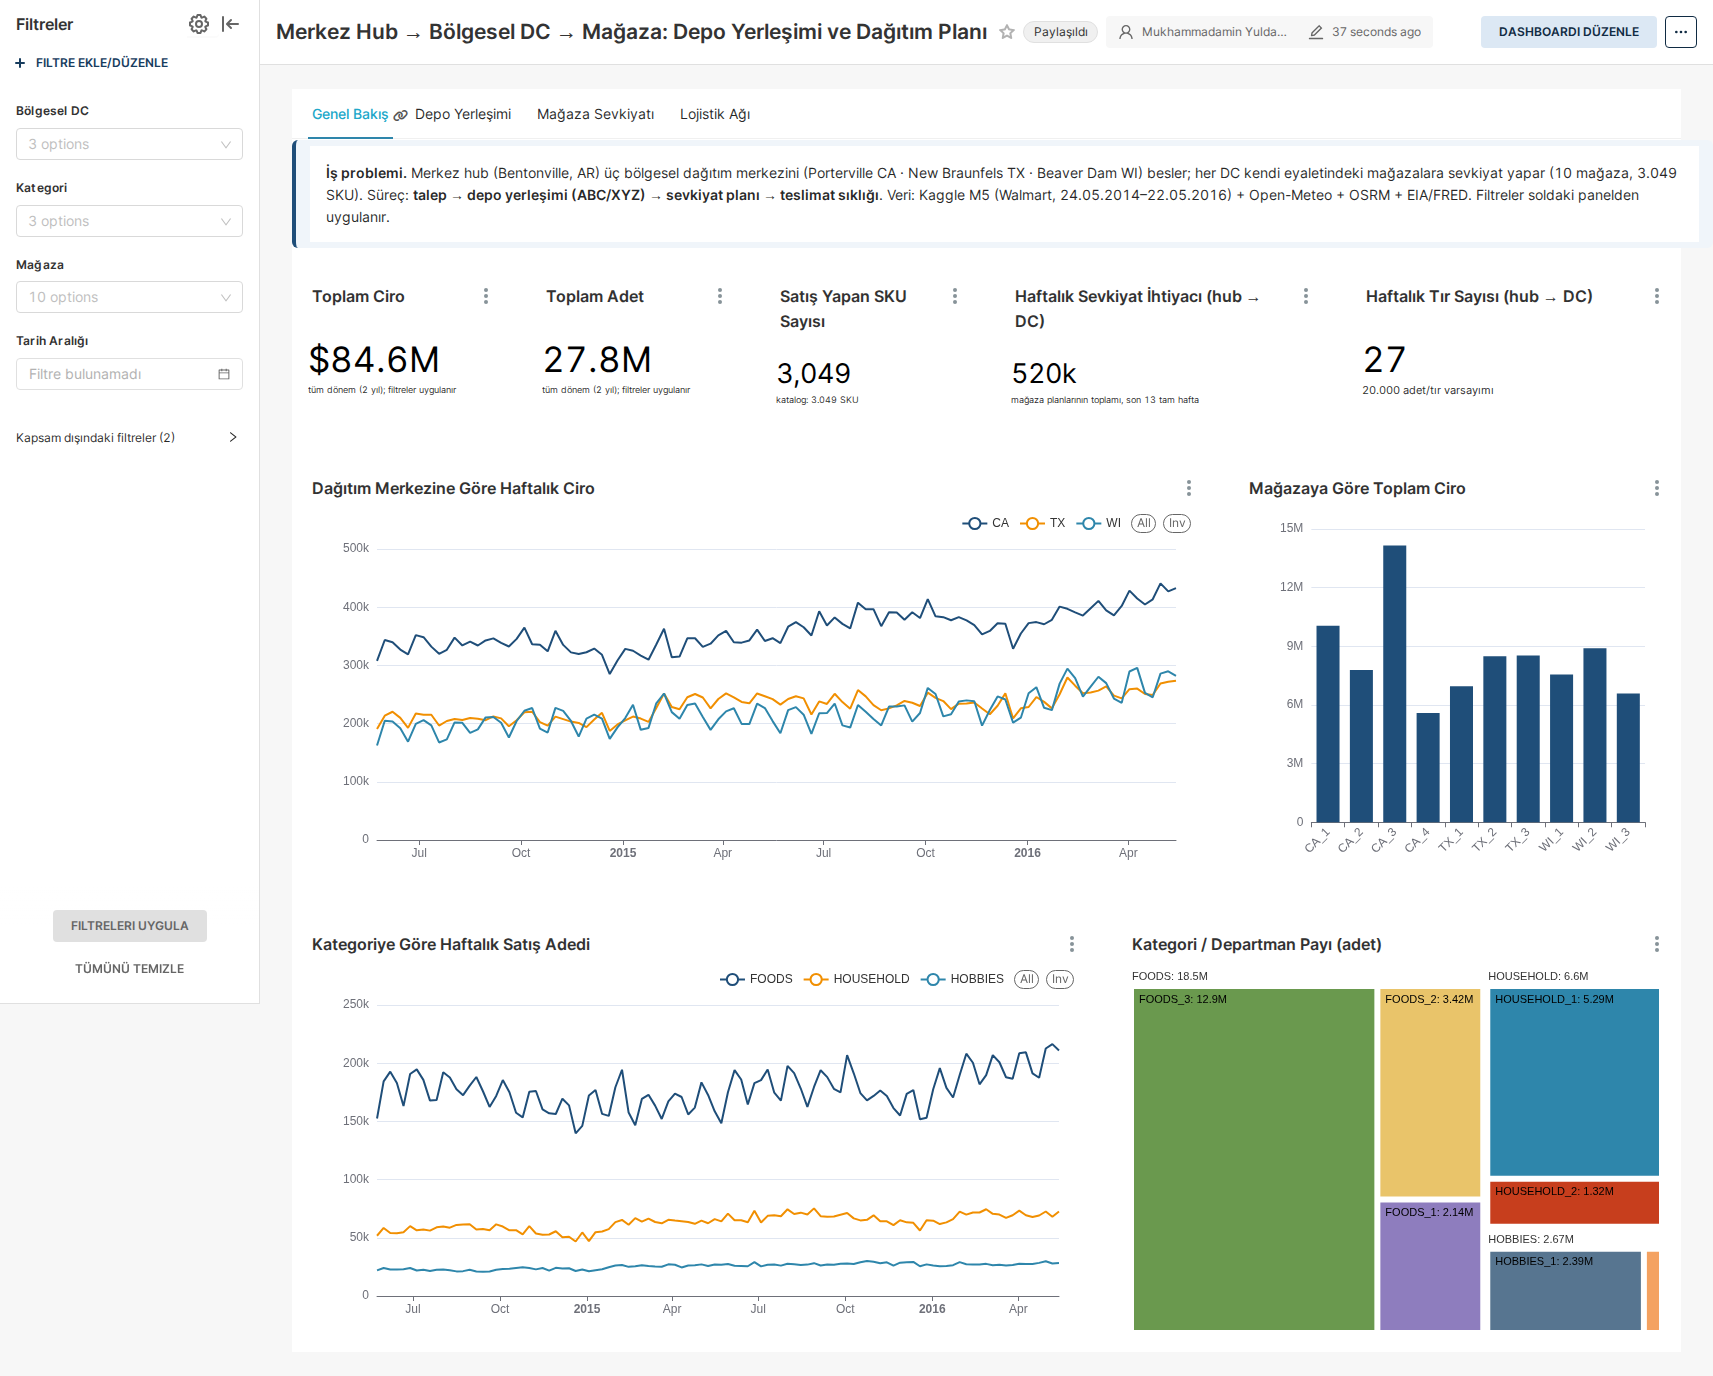 Filtreler
FILTRE EKLE/DÜZENLE
Bölgesel DC
3 options
Kategori
3 options
Mağaza
10 options
Tarih Aralığı
Filtre bulunamadı
Kapsam dışındaki filtreler (2)
FILTRELERI UYGULA
TÜMÜNÜ TEMIZLE
Merkez Hub → Bölgesel DC → Mağaza: Depo Yerleşimi ve Dağıtım Planı
Paylaşıldı
Mukhammadamin Yulda...
37 seconds ago
DASHBOARDI DÜZENLE
Genel Bakış
Depo Yerleşimi
Mağaza Sevkiyatı
Lojistik Ağı
İş problemi. Merkez hub (Bentonville, AR) üç bölgesel dağıtım merkezini (Porterville CA · New Braunfels TX · Beaver Dam WI) besler; her DC kendi eyaletindeki mağazalara sevkiyat yapar (10 mağaza, 3.049
SKU). Süreç: talep → depo yerleşimi (ABC/XYZ) → sevkiyat planı → teslimat sıklığı. Veri: Kaggle M5 (Walmart, 24.05.2014–22.05.2016) + Open-Meteo + OSRM + EIA/FRED. Filtreler soldaki panelden
uygulanır.
Toplam Ciro
$84.6M
tüm dönem (2 yıl); filtreler uygulanır
Toplam Adet
27.8M
tüm dönem (2 yıl); filtreler uygulanır
Satış Yapan SKU
Sayısı
3,049
katalog: 3.049 SKU
Haftalık Sevkiyat İhtiyacı (hub →
DC)
520k
mağaza planlarının toplamı, son 13 tam hafta
Haftalık Tır Sayısı (hub → DC)
27
20.000 adet/tır varsayımı
Dağıtım Merkezine Göre Haftalık Ciro
CA TX WI All Inv
500k
400k
300k
200k
100k
0
Jul Oct 2015 Apr Jul Oct 2016 Apr
Mağazaya Göre Toplam Ciro
15M
12M
9M
6M
3M
0
CA_1 CA_2 CA_3 CA_4 TX_1 TX_2 TX_3 WI_1 WI_2 WI_3
Kategoriye Göre Haftalık Satış Adedi
FOODS HOUSEHOLD HOBBIES All Inv
250k
200k
150k
100k
50k
0
Jul Oct 2015 Apr Jul Oct 2016 Apr
Kategori / Departman Payı (adet)
FOODS: 18.5M
FOODS_3: 12.9M
FOODS_2: 3.42M
FOODS_1: 2.14M
HOUSEHOLD: 6.6M
HOUSEHOLD_1: 5.29M
HOUSEHOLD_2: 1.32M
HOBBIES: 2.67M
HOBBIES_1: 2.39M